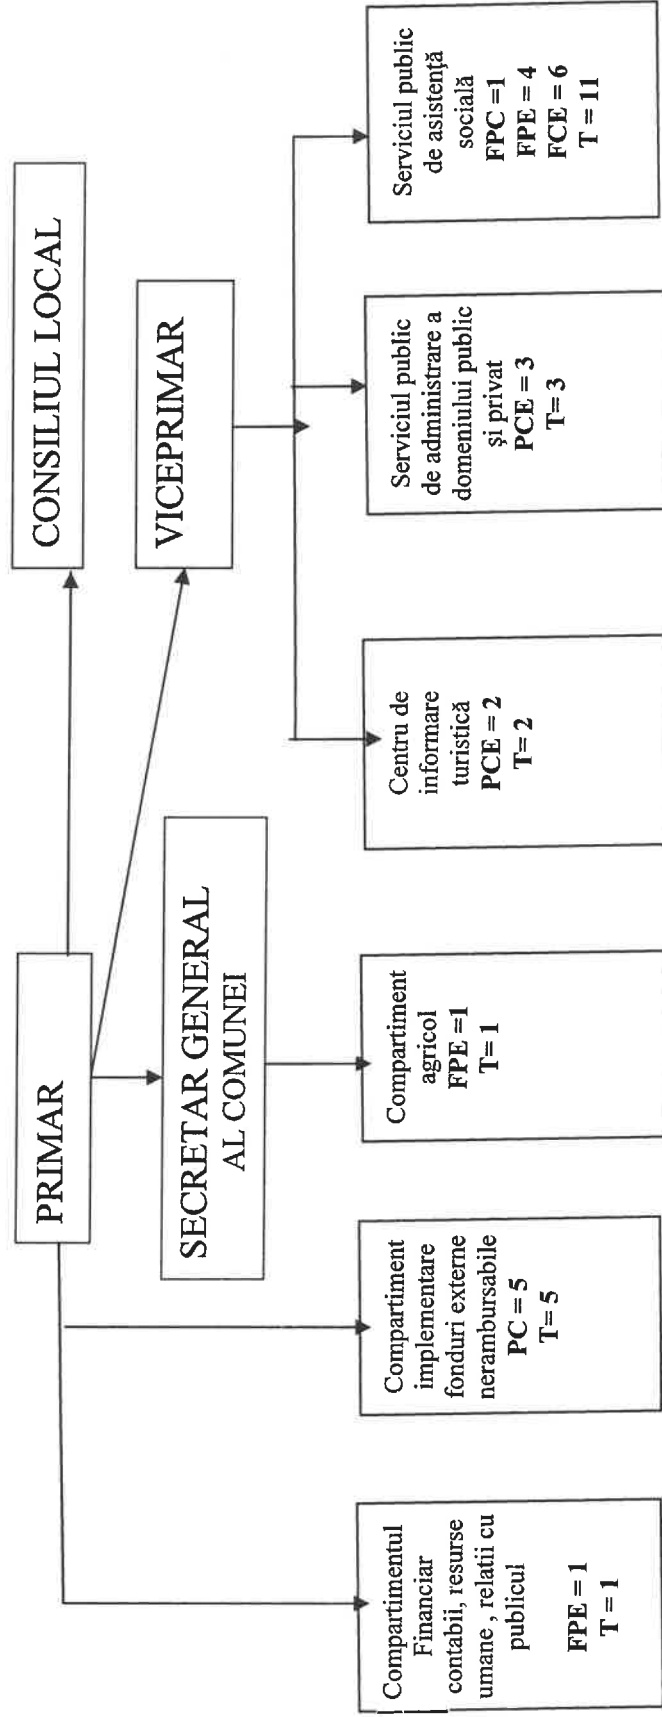 CONSILIUL LOCAL
PRIMAR
VICEPRIMAR
SECRETAR GENERAL
AL COMUNEI
Compartimentul
Financiar
contabii, resurse
umane , relatii cu
publicul
FPE = 1
T = 1
Compartiment
implementare
fonduri externe
nerambursabile
PC = 5
T= 5
Compartiment
agricol
FPE =1
T= 1
Centru de
informare
turistică
PCE = 2
T= 2
Serviciul public
de administrare a
domeniului public
şi privat
PCE = 3
T= 3
Serviciul public
de asistenţă
socială
FPC =1
FPE = 4
FCE = 6
T = 11